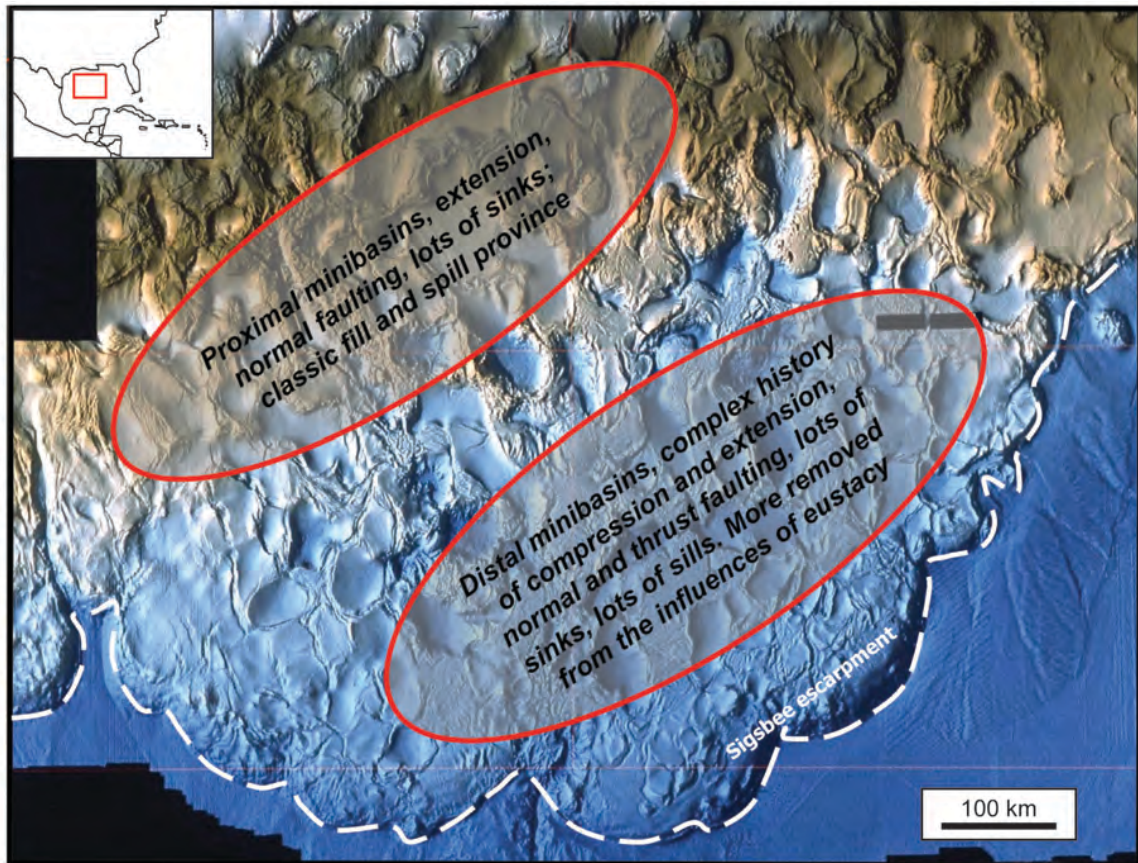 Proximal minibasins, extension,
normal faulting, lots of sinks;
classic fill and spill province
Distal minibasins, complex history
of compression and extension,
normal and thrust faulting, lots of
sinks, lots of sills. More removed
from the influences of eustacy
Sigsbee escarpment
100 km